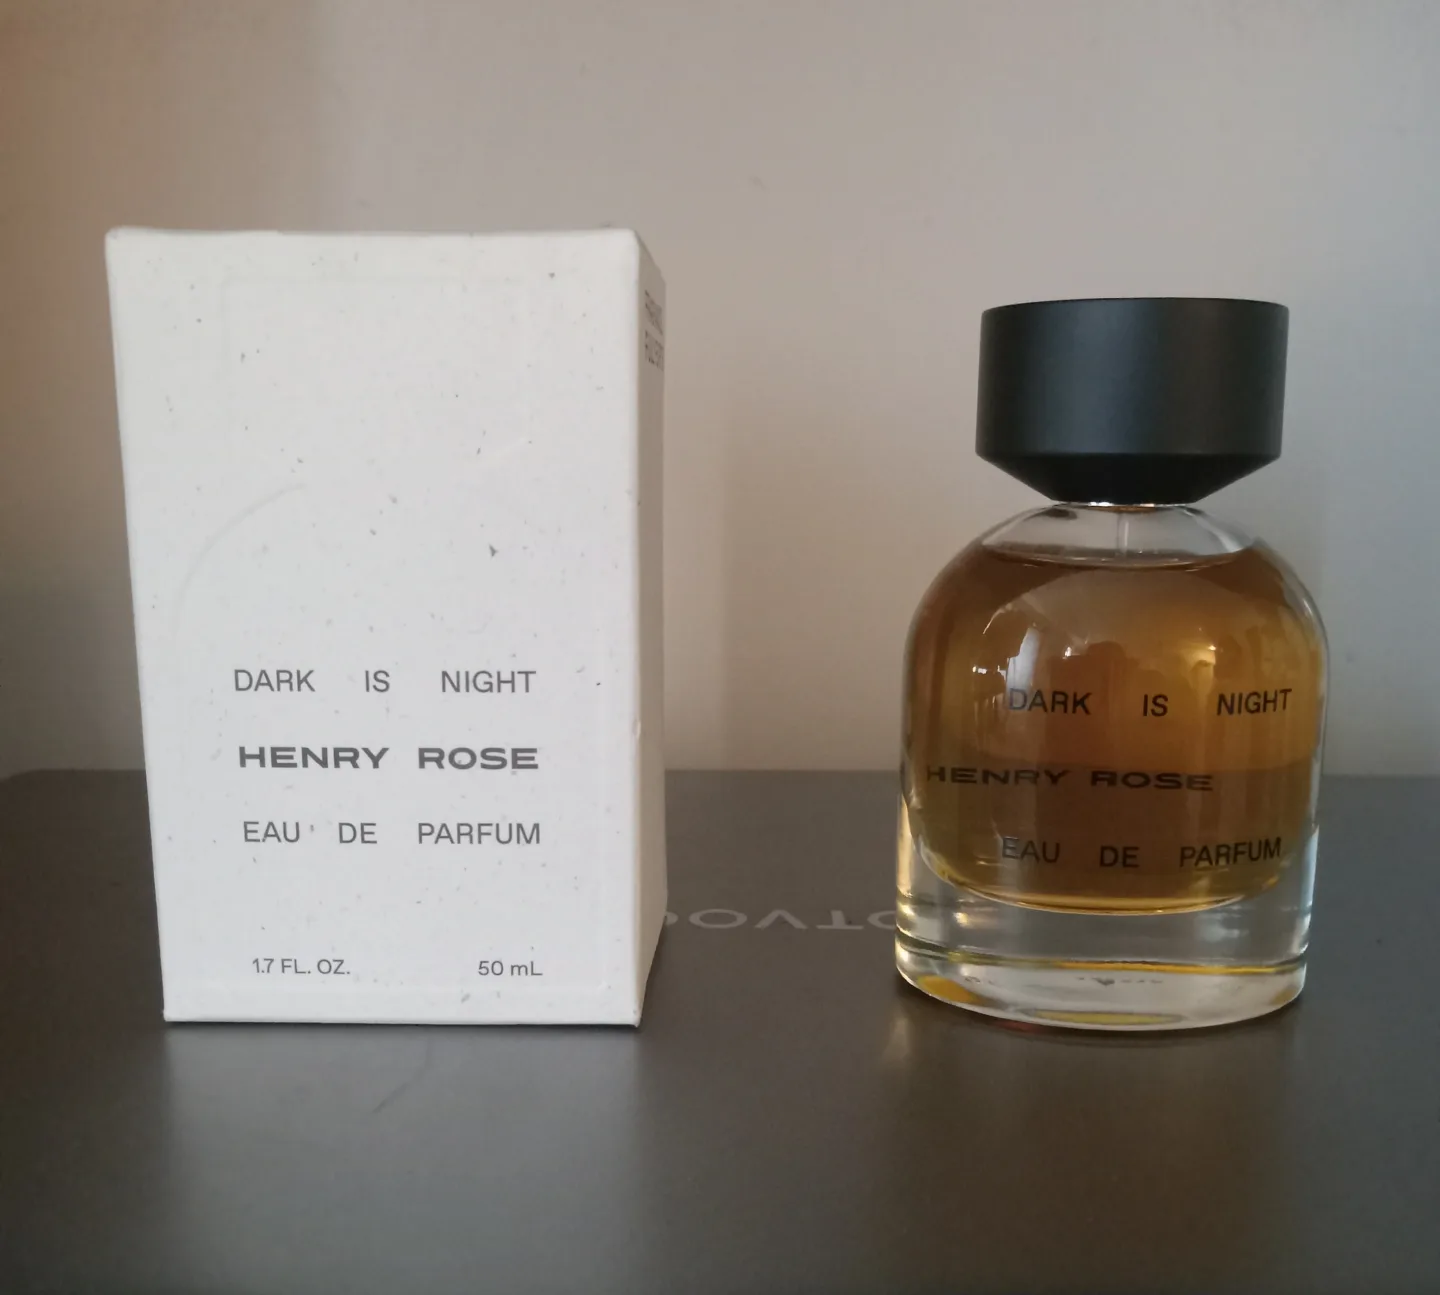 DARK IS NIGHT
HENRY ROSE
EAU DE PARFUM
1.7 FL. OZ. 50 mL
DARK IS NIGHT
HENRY ROSE
EAU DE PARFUM